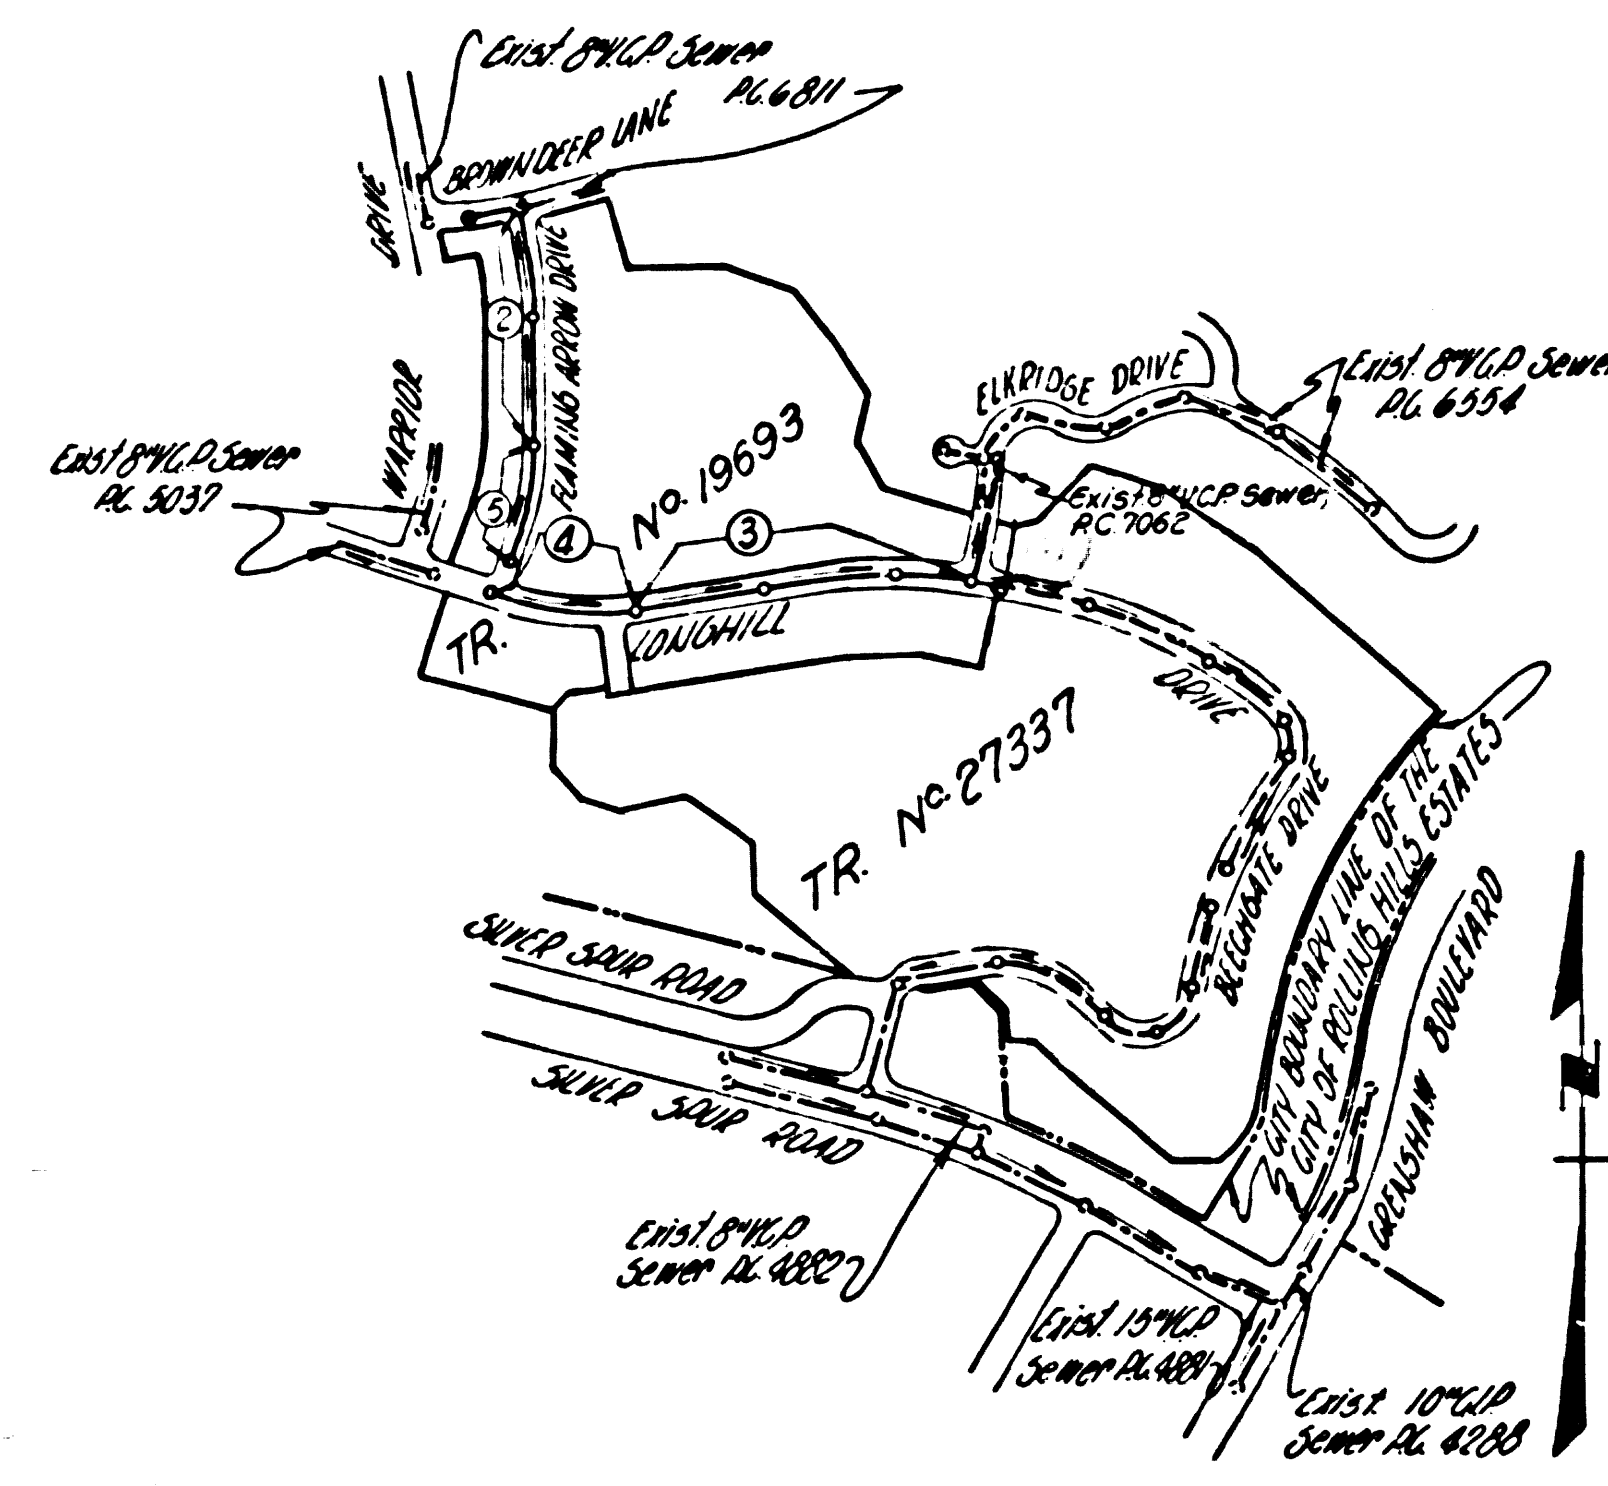 Exist. 8" V.C.P. Sewer
P.C. 6811
BROWNDEER LANE
DRIVE
FLAMING ARROW DRIVE
2
WARRIOR
ELKRIDGE DRIVE
Exist. 8" V.C.P. Sewer
P.C. 6554
Exist 8" V.C.P. Sewer
P.C. 5037
5
4
No. 19693
3
Exist. 8" V.C.P. Sewer,
P.C. 7062
TR.
LONGHILL
DRIVE
TR. No. 27337
BEECHGATE DRIVE
CITY BOUNDARY LINE OF THE
CITY OF ROLLING HILLS ESTATES
SILVER SPUR ROAD
CRENSHAW BOULEVARD
N
SILVER SPUR ROAD
Exist. 8" V.C.P.
Sewer P.C. 4882
Exist. 15" V.C.P.
Sewer P.C. 4881
Exist. 10" C.I.P.
Sewer P.C. 4288